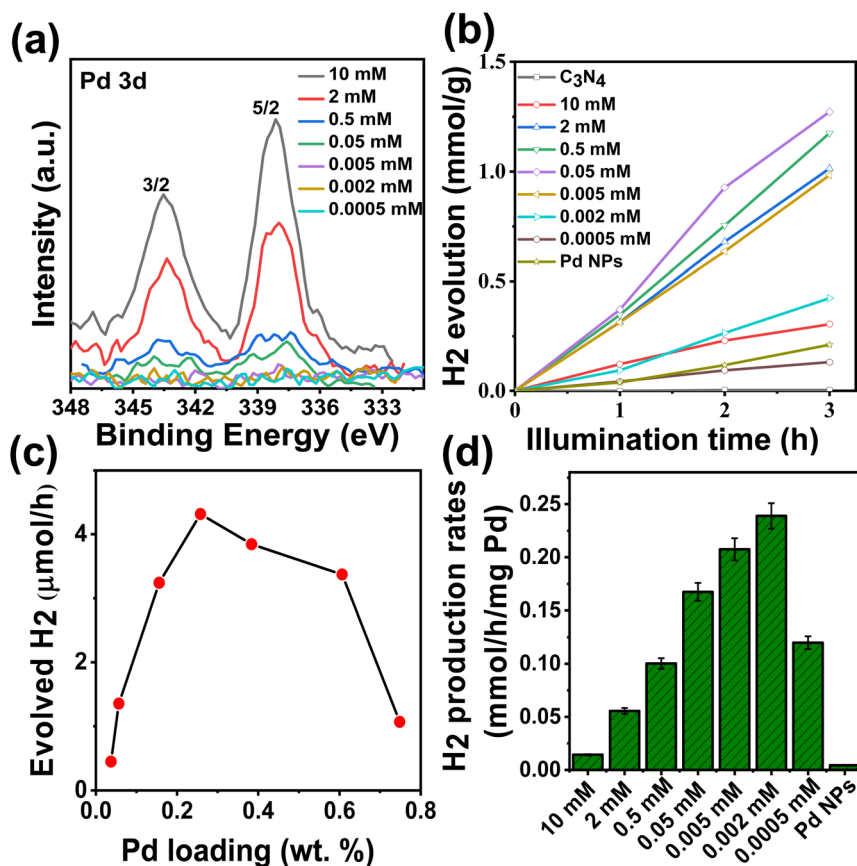 (a)
Pd 3d
10 mM
2 mM
0.5 mM
0.05 mM
0.005 mM
0.002 mM
0.0005 mM
5/2
3/2
Intensity (a.u.)
348 345 342 339 336 333
Binding Energy (eV)
(b)
C3N4
10 mM
2 mM
0.5 mM
0.05 mM
0.005 mM
0.002 mM
0.0005 mM
Pd NPs
H2 evolution (mmol/g)
1.5
1.0
0.5
0.0
0 1 2 3
Illumination time (h)
(c)
Evolved H2 (μmol/h)
4
2
0
0.0 0.2 0.4 0.6 0.8
Pd loading (wt. %)
(d)
H2 production rates
(mmol/h/mg Pd)
0.25
0.20
0.15
0.10
0.05
0.00
10 mM
2 mM
0.5 mM
0.05 mM
0.005 mM
0.002 mM
0.0005 mM
Pd NPs